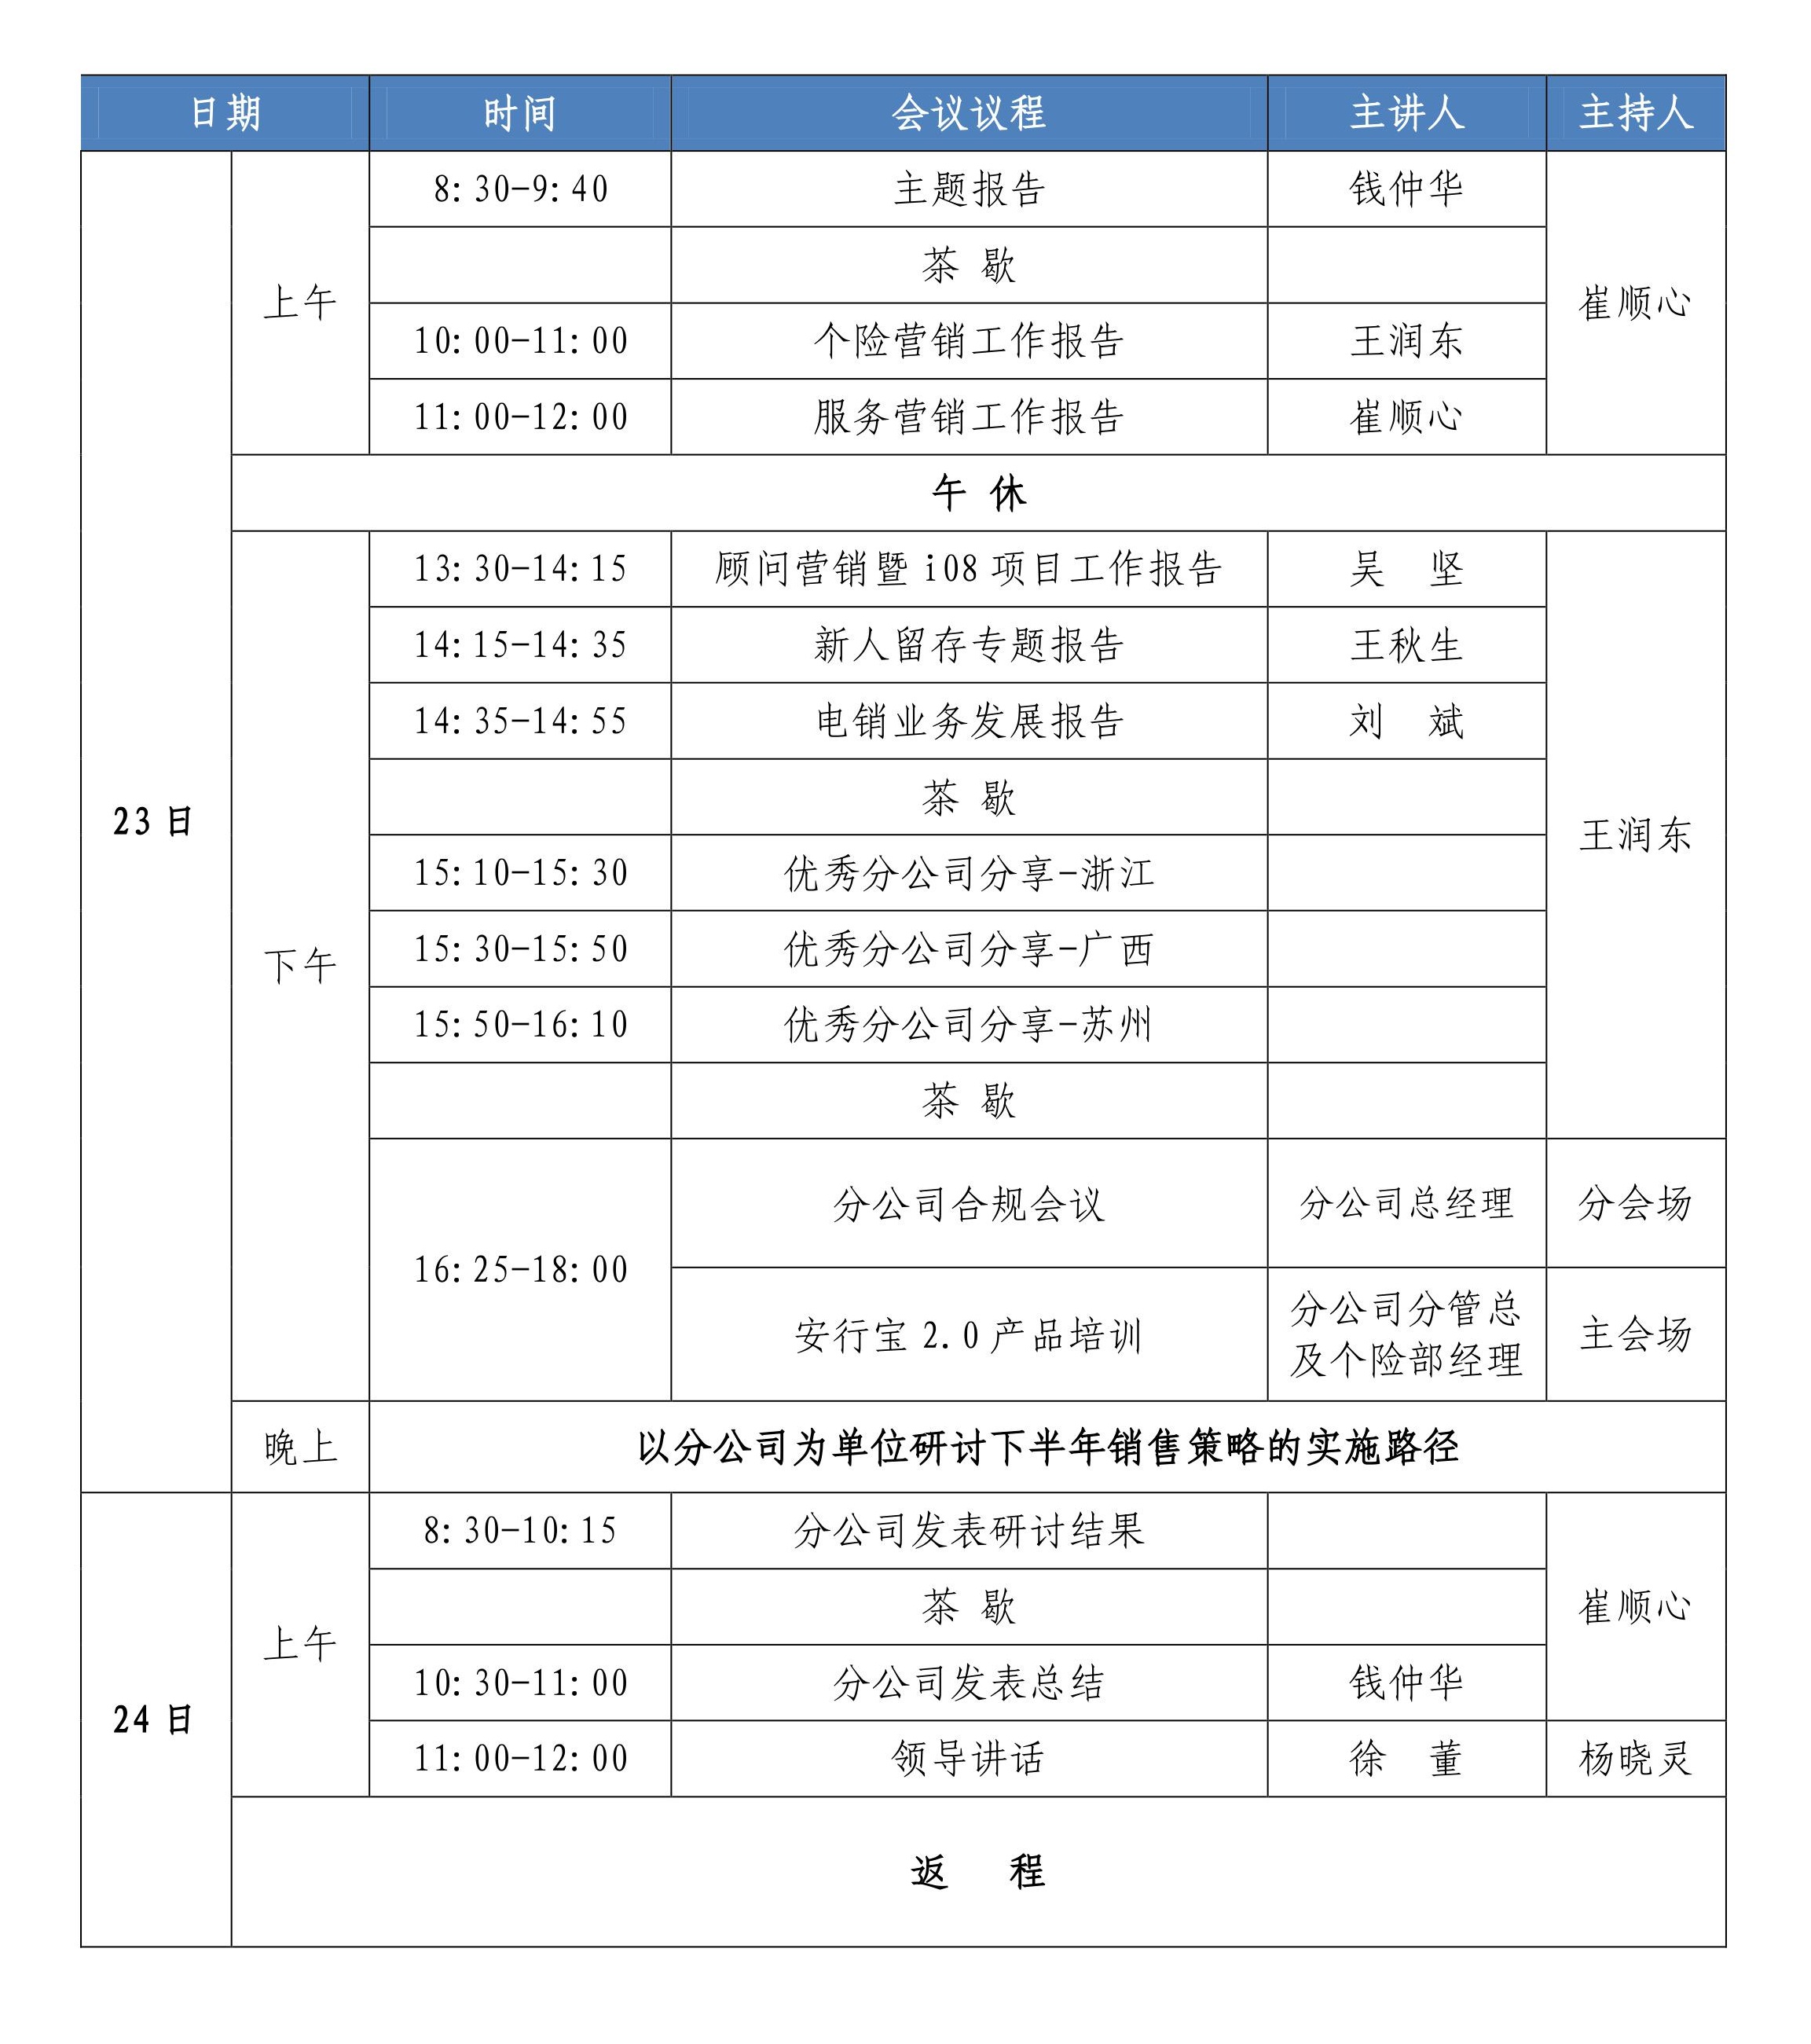 日期 时间 会议议程 主讲人 主持人
8:30-9:40 主题报告 钱仲华
茶 歇
上午 崔顺心
10:00-11:00 个险营销工作报告 王润东
11:00-12:00 服务营销工作报告 崔顺心
午 休
13:30-14:15 顾问营销暨i08项目工作报告 吴 坚
14:15-14:35 新人留存专题报告 王秋生
14:35-14:55 电销业务发展报告 刘 斌
茶 歇
23日 王润东
15:10-15:30 优秀分公司分享-浙江
15:30-15:50 优秀分公司分享-广西
下午
15:50-16:10 优秀分公司分享-苏州
茶 歇
分公司合规会议 分公司总经理 分会场
16:25-18:00
安行宝2.0产品培训 分公司分管总 主会场
及个险部经理
晚上 以分公司为单位研讨下半年销售策略的实施路径
8:30-10:15 分公司发表研讨结果
茶 歇 崔顺心
上午
10:30-11:00 分公司发表总结 钱仲华
24日
11:00-12:00 领导讲话 徐 董 杨晓灵
返 程